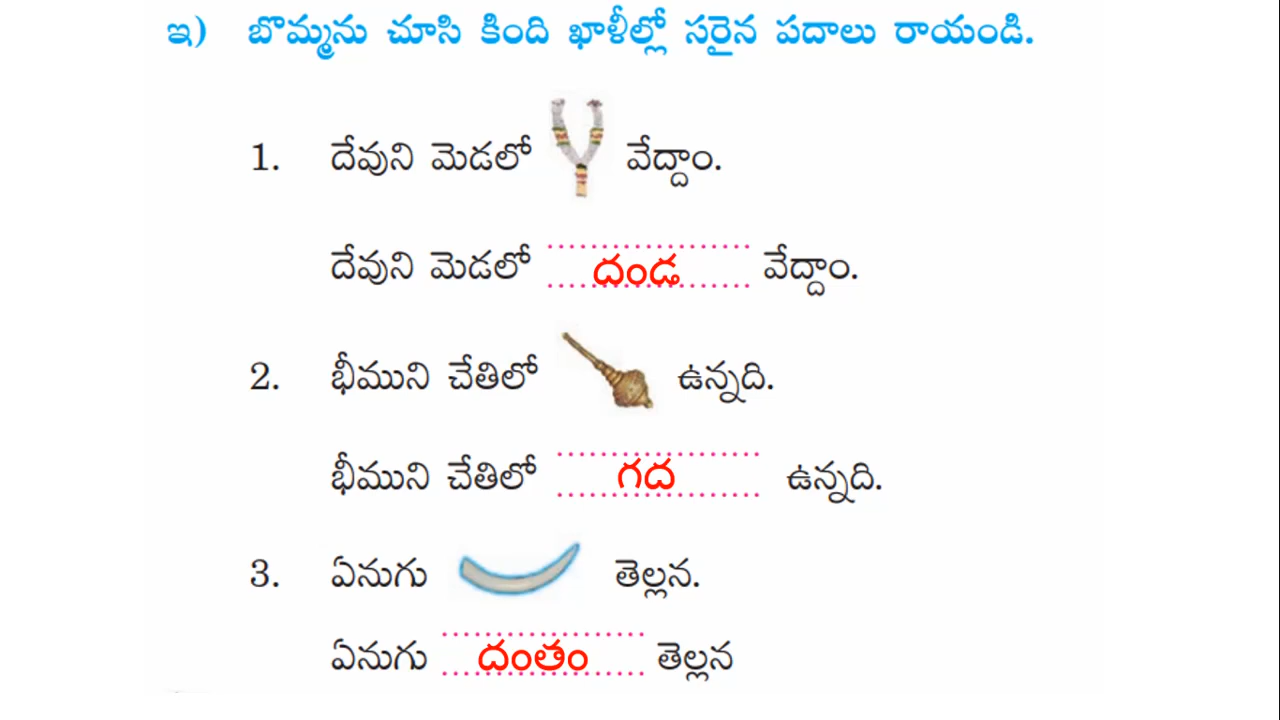 ఇ) బొమ్మను చూసి కింది ఖాళీల్లో సరైన పదాలు రాయండి.
1. దేవుని మెడలో వేద్దాం.
దేవుని మెడలో దండ వేద్దాం.
2. భీముని చేతిలో ఉన్నది.
భీముని చేతిలో గద ఉన్నది.
3. ఏనుగు తెల్లన.
ఏనుగు దంతం తెల్లన